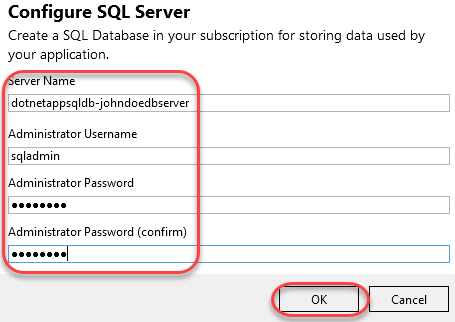 Configure SQL Server
Create a SQL Database in your subscription for storing data used by
your application.
Server Name
dotnetappsqldb-johndoedbserver
Administrator Username
sqladmin
Administrator Password
●●●●●●●●
Administrator Password (confirm)
●●●●●●●●
OK
Cancel